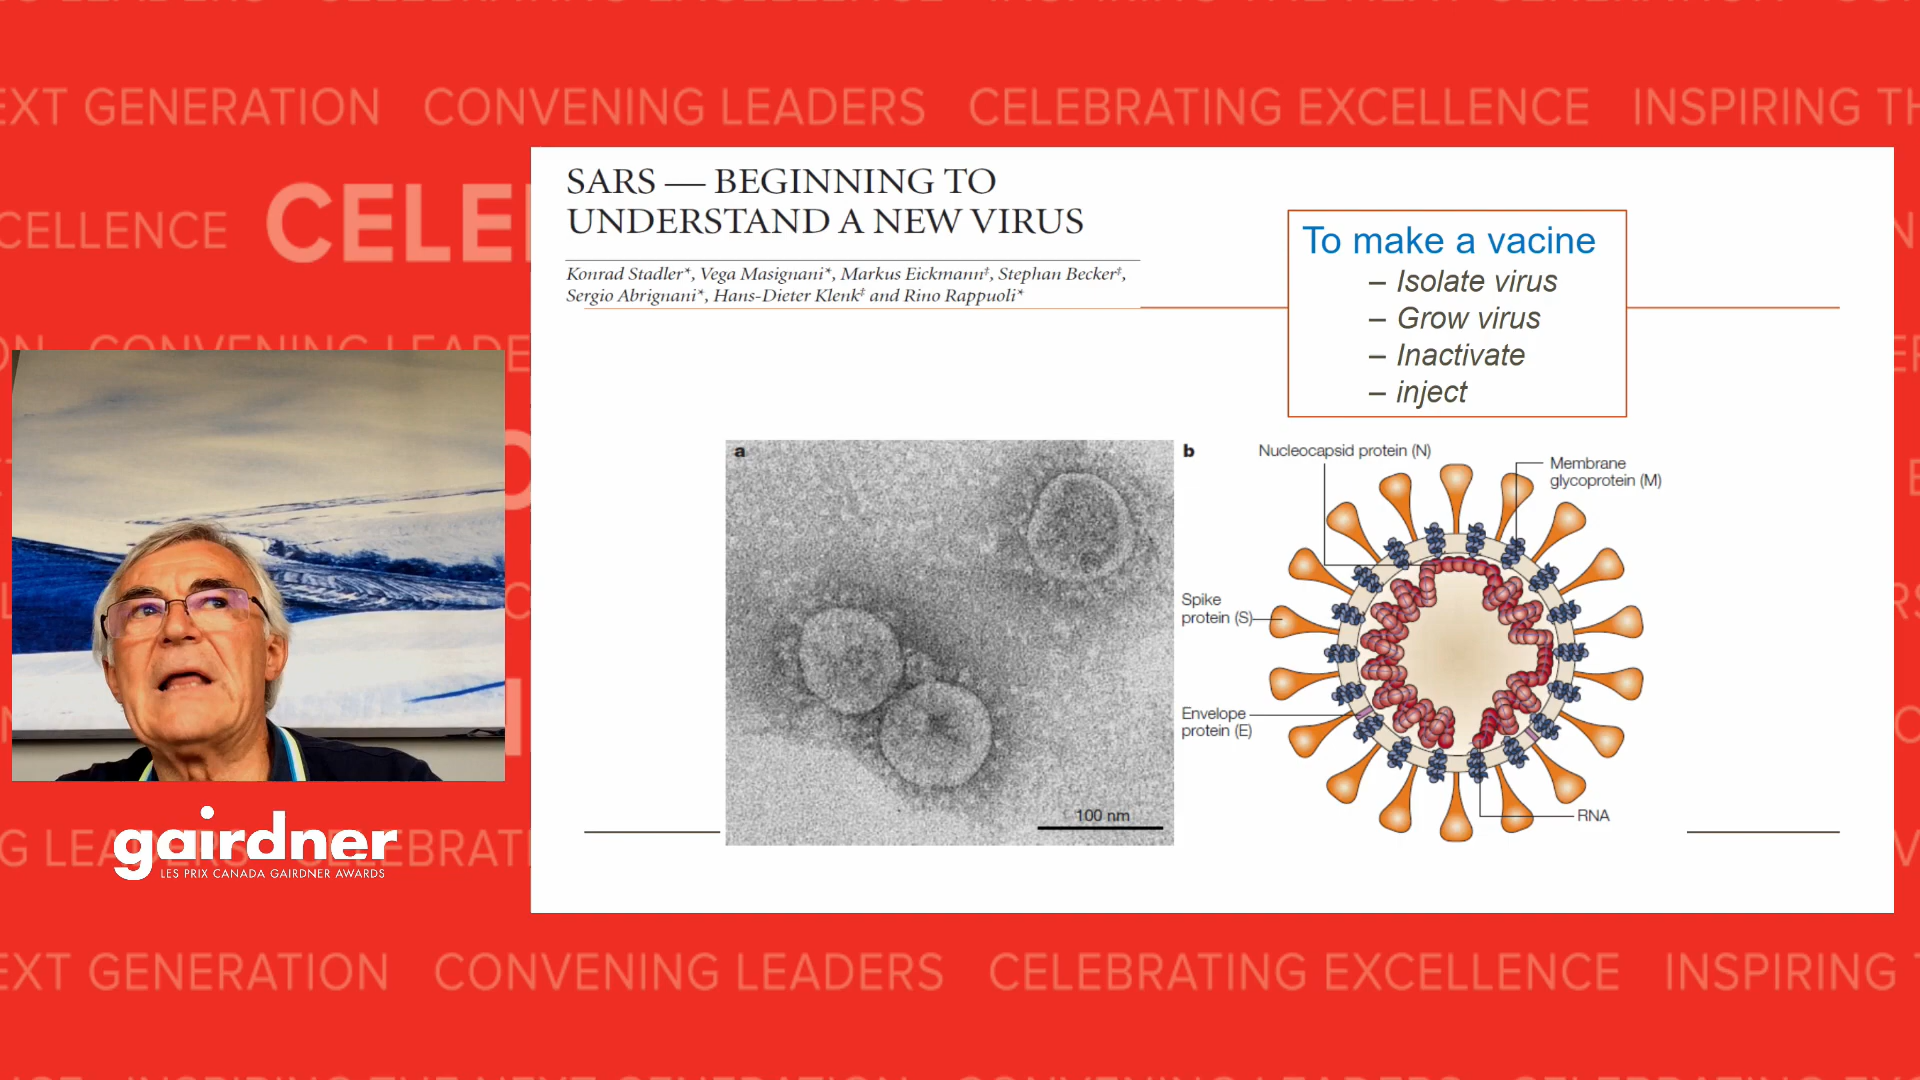 EXT GENERATION CONVENING LEADERS CELEBRATING EXCELLENCE INSPIRING TH
CELLENCE CELE
SARS — BEGINNING TO
UNDERSTAND A NEW VIRUS
Konrad Stadler*, Vega Masignani*, Markus Eickmann‡, Stephan Becker‡,
Sergio Abrignani*, Hans-Dieter Klenk‡ and Rino Rappuoli*
To make a vacine
– Isolate virus
– Grow virus
– Inactivate
– inject
a
100 nm
b
Nucleocapsid protein (N)
Membrane
glycoprotein (M)
Spike
protein (S)
Envelope
protein (E)
RNA
gairdner
LES PRIX CANADA GAIRDNER AWARDS
EXT GENERATION CONVENING LEADERS CELEBRATING EXCELLENCE INSPIRING